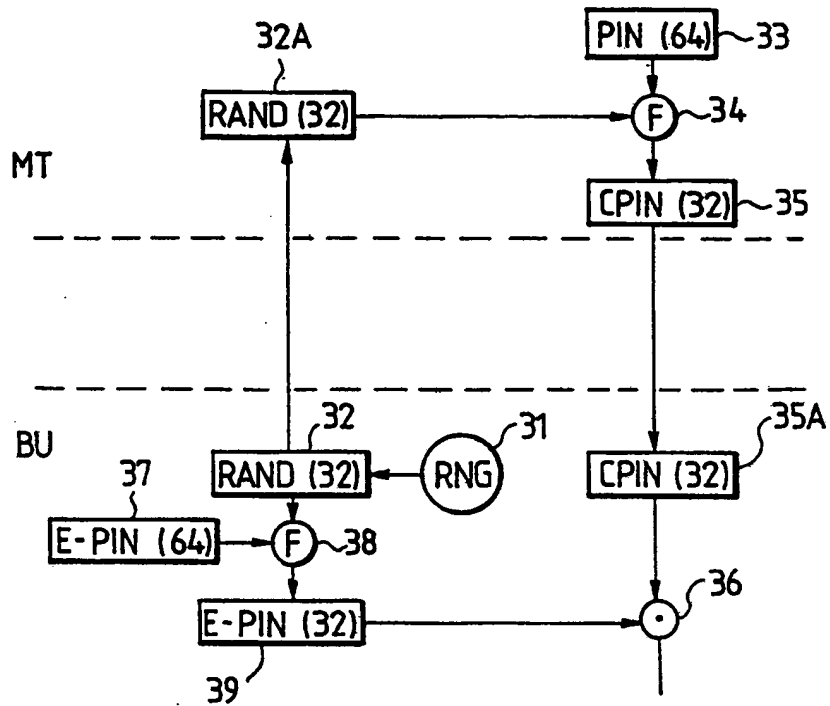 32A
PIN (64)
33
RAND (32)
F
34
MT
CPIN (32)
35
BU
32
31
35A
RAND (32)
RNG
CPIN (32)
37
E-PIN (64)
F
38
36
E-PIN (32)
39